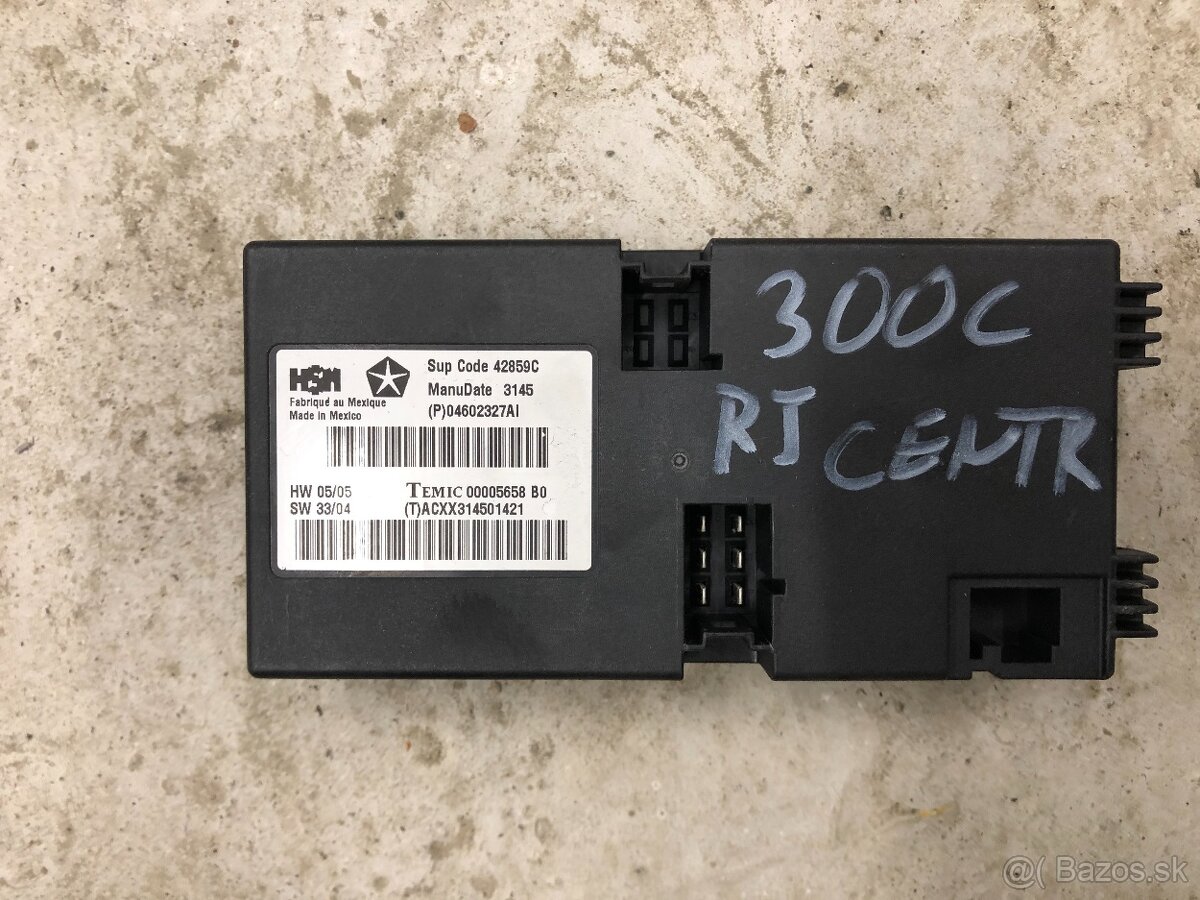 HSM
Fabriqué au Mexique
Made in Mexico
Sup Code 42859C
ManuDate 3145
(P)04602327AI
HW 05/05
SW 33/04
TEMIC 00005658 B0
(T)ACXX314501421
300C
RJ CENTR
@( Bazos.sk